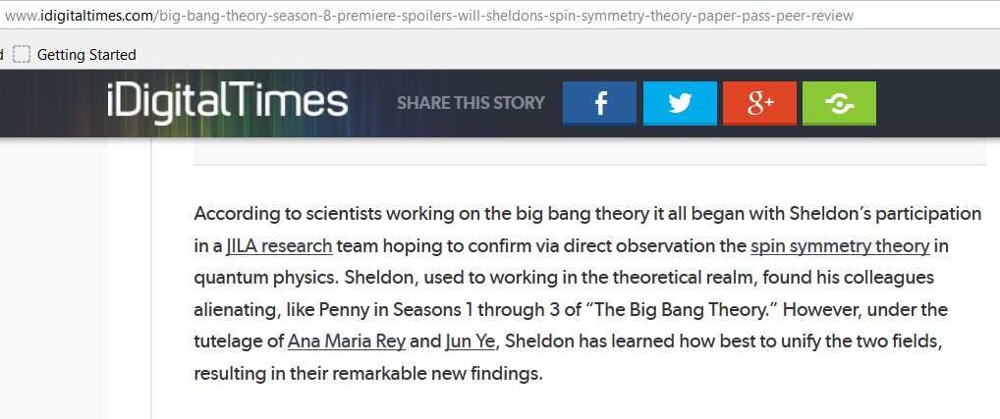 www.idigitaltimes.com/big-bang-theory-season-8-premiere-spoilers-will-sheldons-spin-symmetry-theory-paper-pass-peer-review
d Getting Started
iDigitalTimes SHARE THIS STORY f g+
According to scientists working on the big bang theory it all began with Sheldon’s participation
in a JILA research team hoping to confirm via direct observation the spin symmetry theory in
quantum physics. Sheldon, used to working in the theoretical realm, found his colleagues
alienating, like Penny in Seasons 1 through 3 of “The Big Bang Theory.” However, under the
tutelage of Ana Maria Rey and Jun Ye, Sheldon has learned how best to unify the two fields,
resulting in their remarkable new findings.